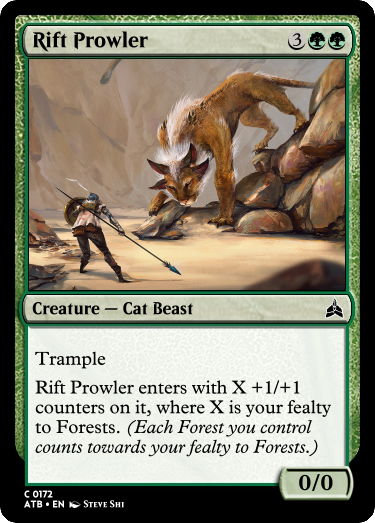 Rift Prowler 3
Creature — Cat Beast
Trample
Rift Prowler enters with X +1/+1
counters on it, where X is your fealty
to Forests. (Each Forest you control
counts towards your fealty to Forests.)
0/0
C 0172
ATB • EN Steve Shi